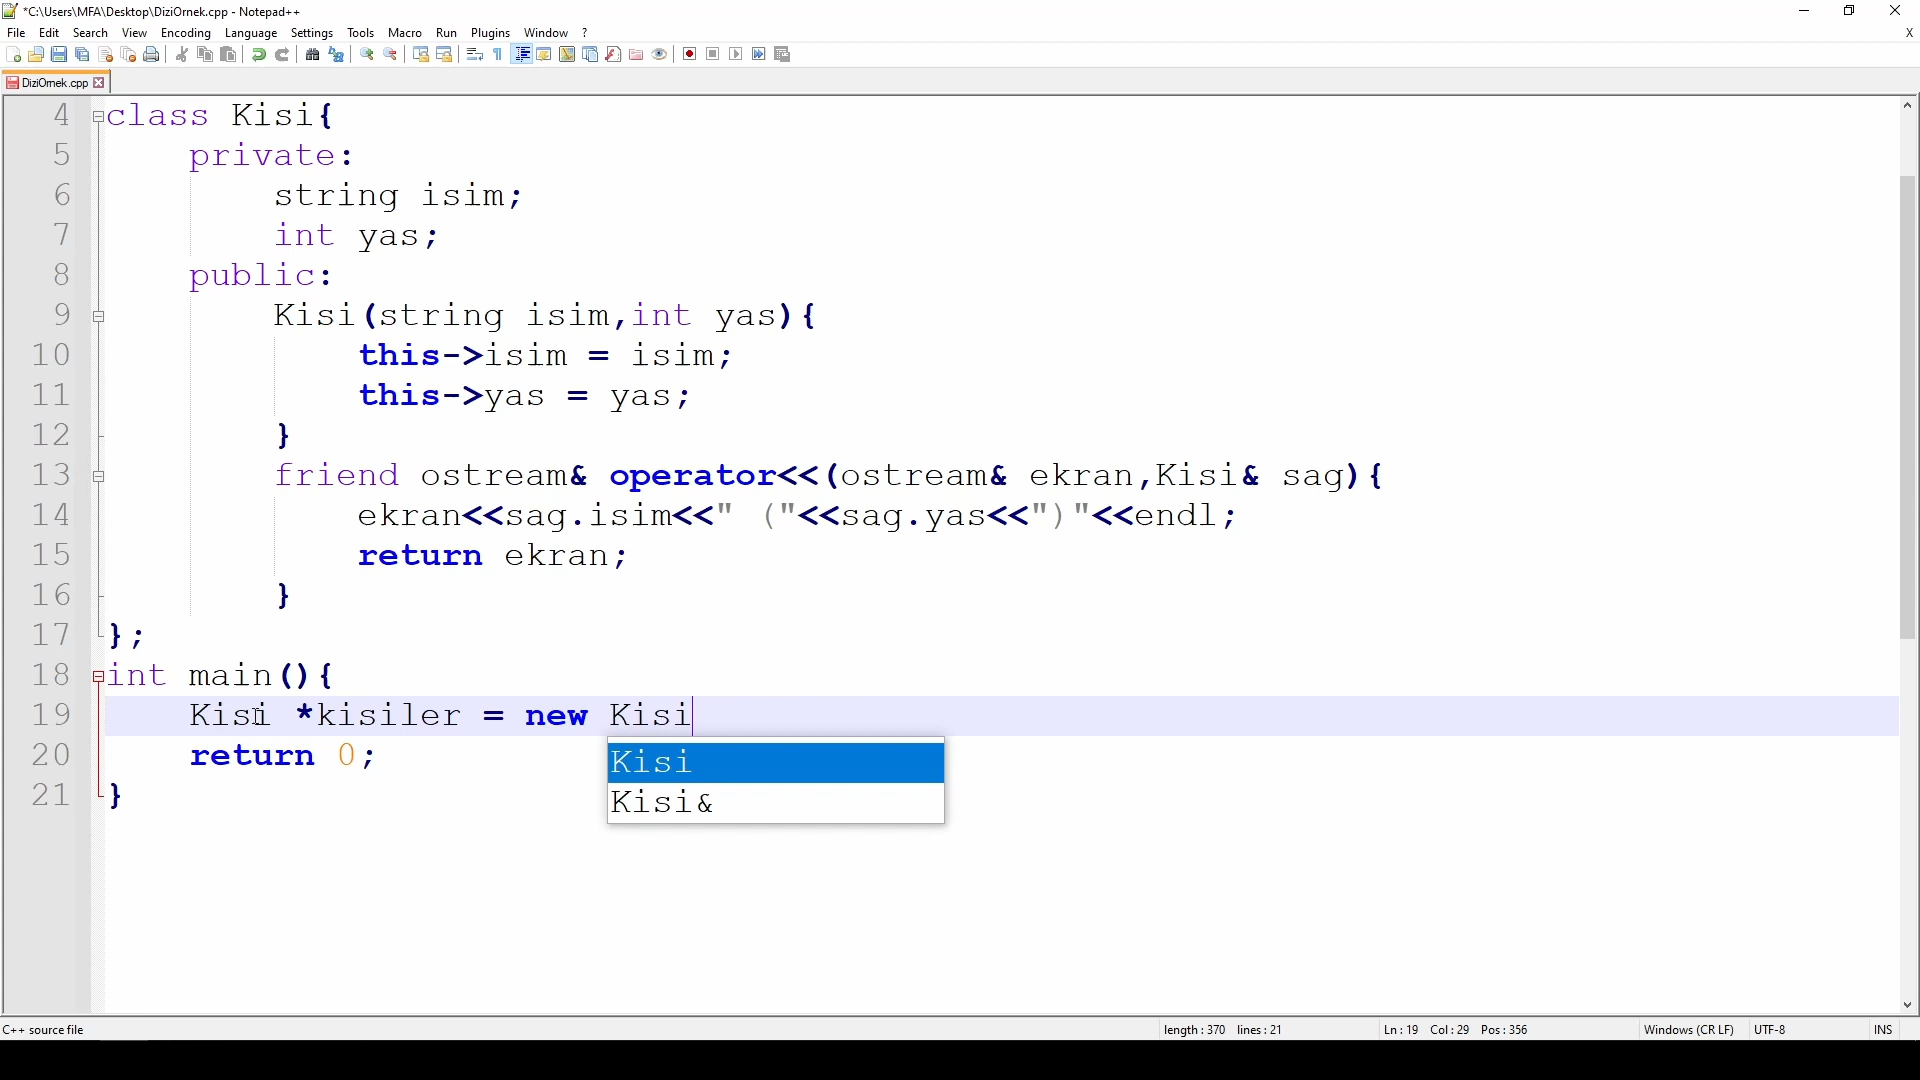 *C:\Users\MFA\Desktop\DiziOrnek.cpp - Notepad++
File Edit Search View Encoding Language Settings Tools Macro Run Plugins Window ? X
DiziOrnek.cpp
4 class Kisi{
5 private:
6 string isim;
7 int yas;
8 public:
9 Kisi(string isim,int yas){
10 this->isim = isim;
11 this->yas = yas;
12 }
13 friend ostream& operator<<(ostream& ekran,Kisi& sag){
14 ekran<<sag.isim<<" ("<<sag.yas<<")"<<endl;
15 return ekran;
16 }
17 };
18 int main(){
19 Kisi *kisiler = new Kisi
20 return 0;
21 }
Kisi
Kisi&
C++ source file length : 370 lines : 21 Ln : 19 Col : 29 Pos : 356 Windows (CR LF) UTF-8 INS